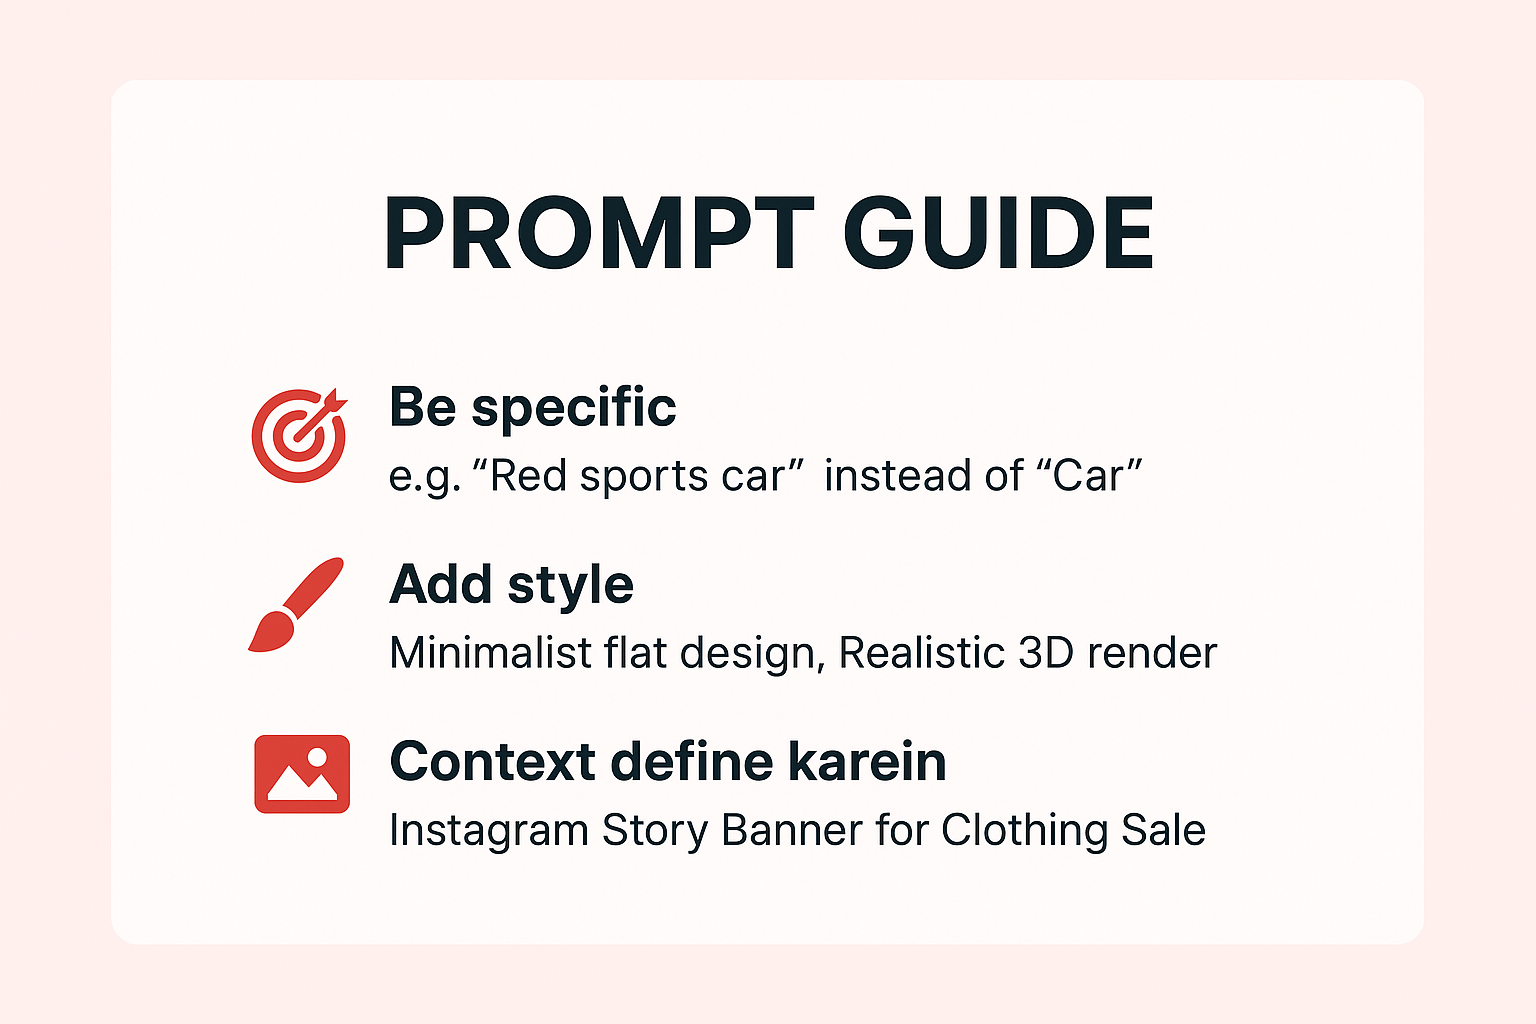 PROMPT GUIDE
Be specific
e.g. ”Red sports car” instead of “Car”
Add style
Minimalist flat design, Realistic 3D render
Context define karein
Instagram Story Banner for Clothing Sale